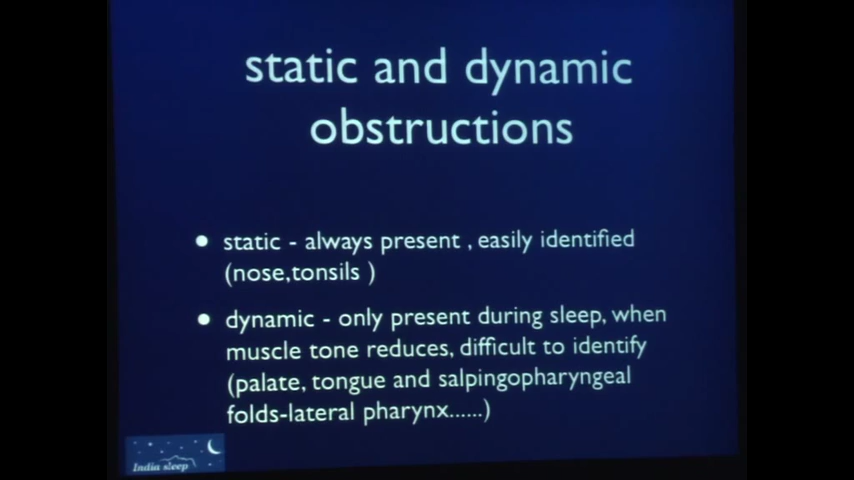 static and dynamic
obstructions
• static - always present , easily identified
(nose,tonsils )
• dynamic - only present during sleep, when
muscle tone reduces, difficult to identify
(palate, tongue and salpingopharyngeal
folds-lateral pharynx......)
India sleep